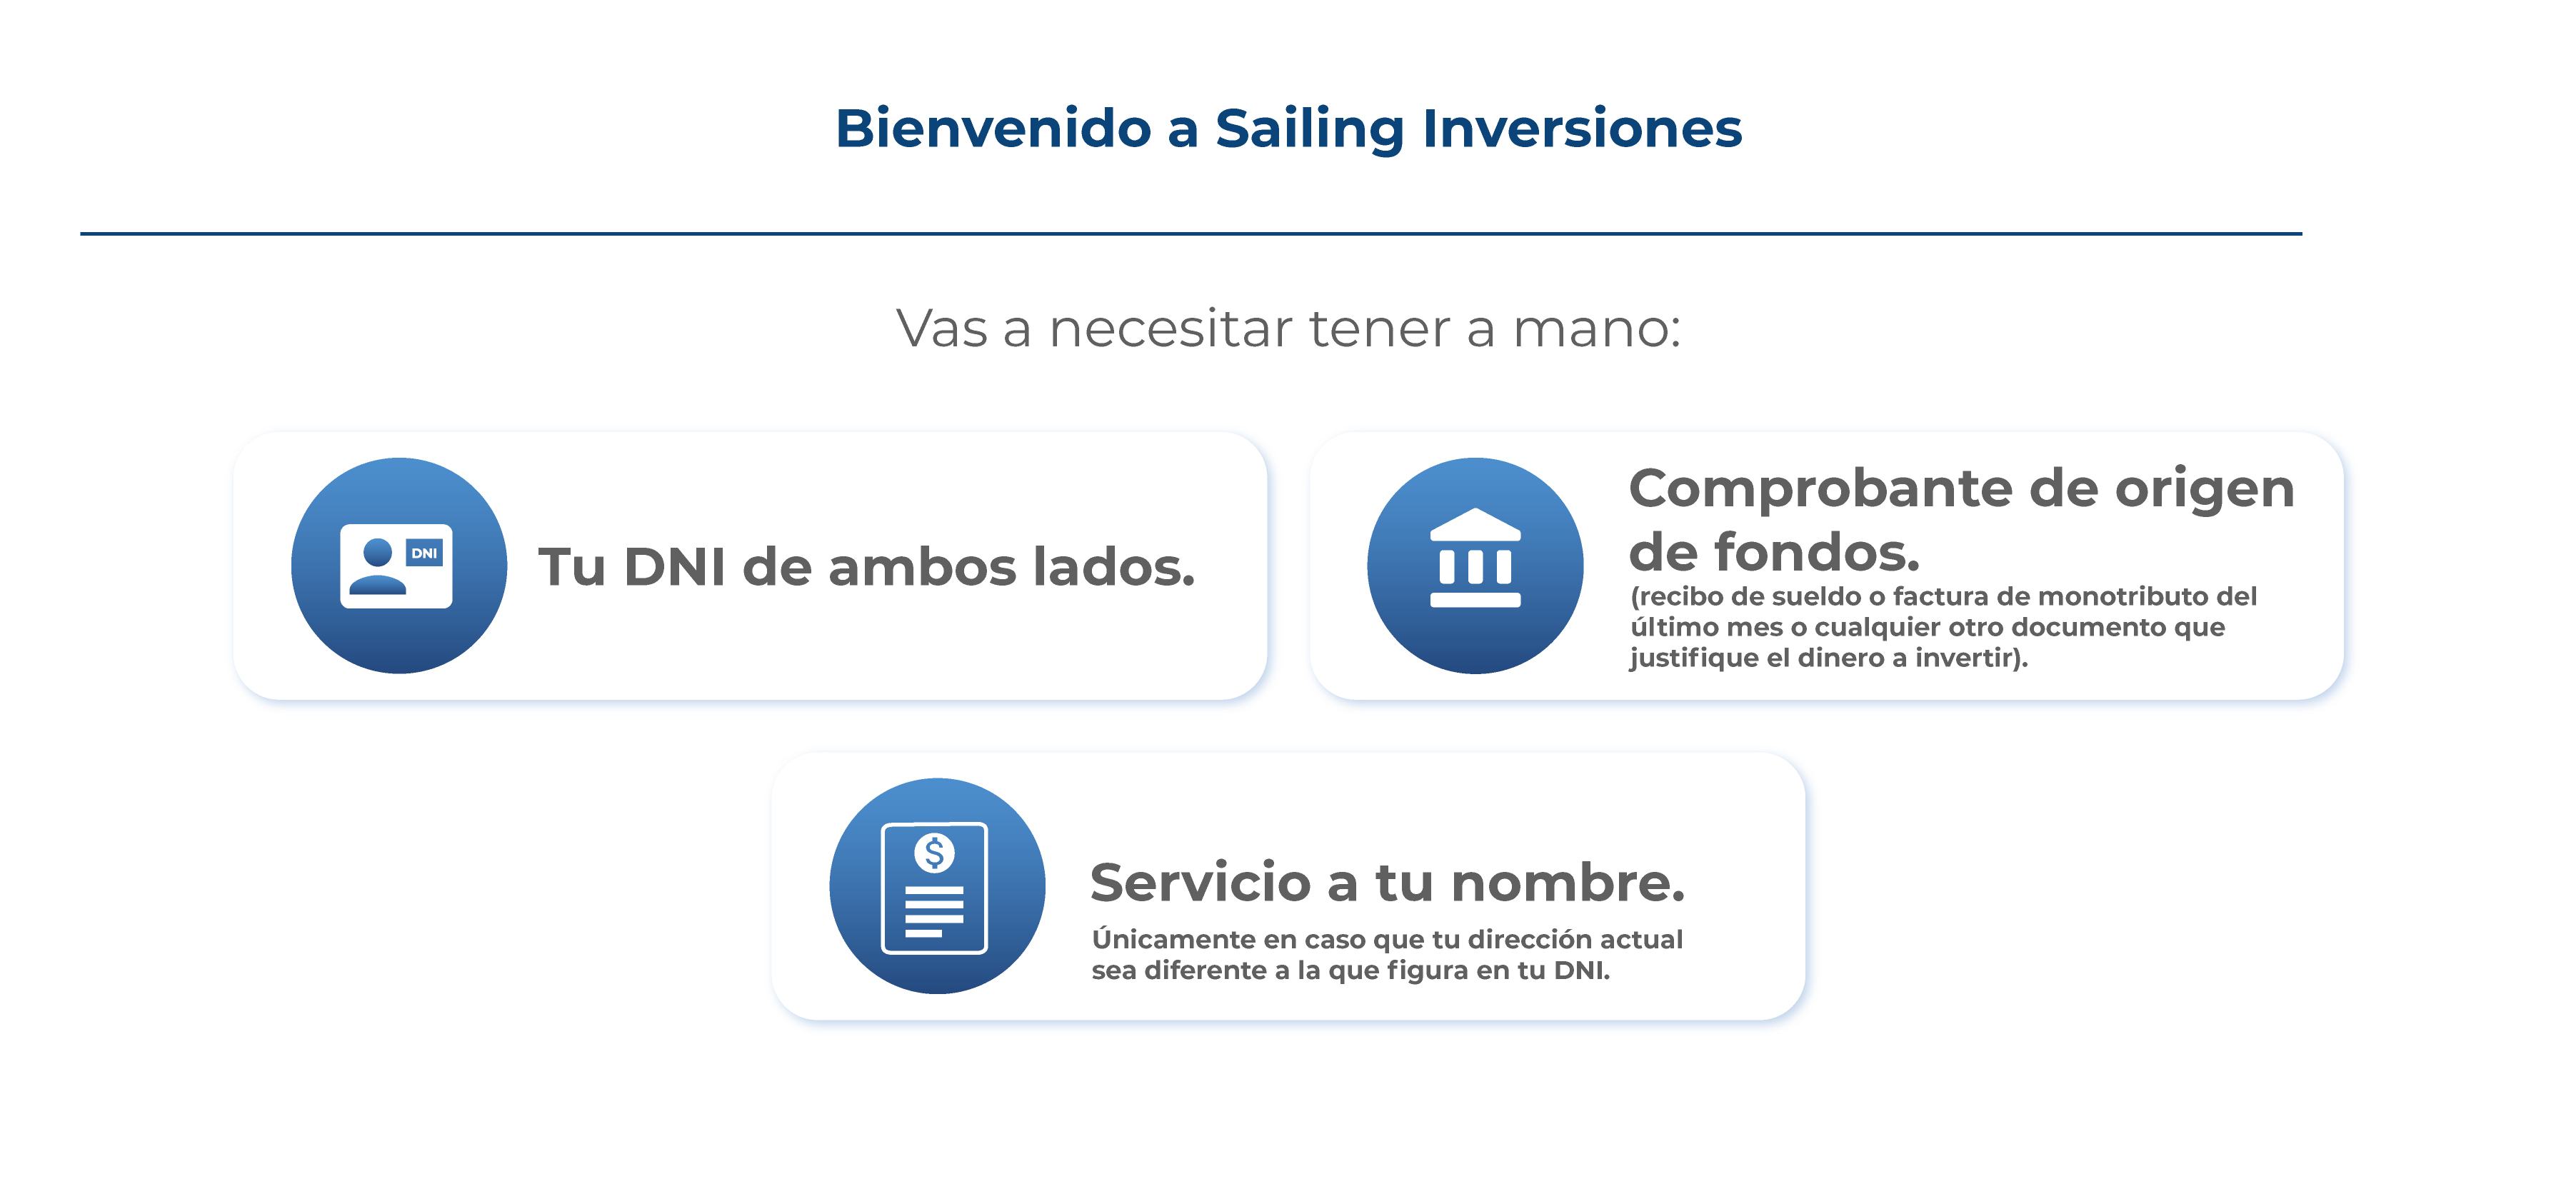 Bienvenido a Sailing Inversiones
Vas a necesitar tener a mano:
DNI
Tu DNI de ambos lados.
Comprobante de origen
de fondos.
(recibo de sueldo o factura de monotributo del
último mes o cualquier otro documento que
justifique el dinero a invertir).
$
Servicio a tu nombre.
Únicamente en caso que tu dirección actual
sea diferente a la que figura en tu DNI.